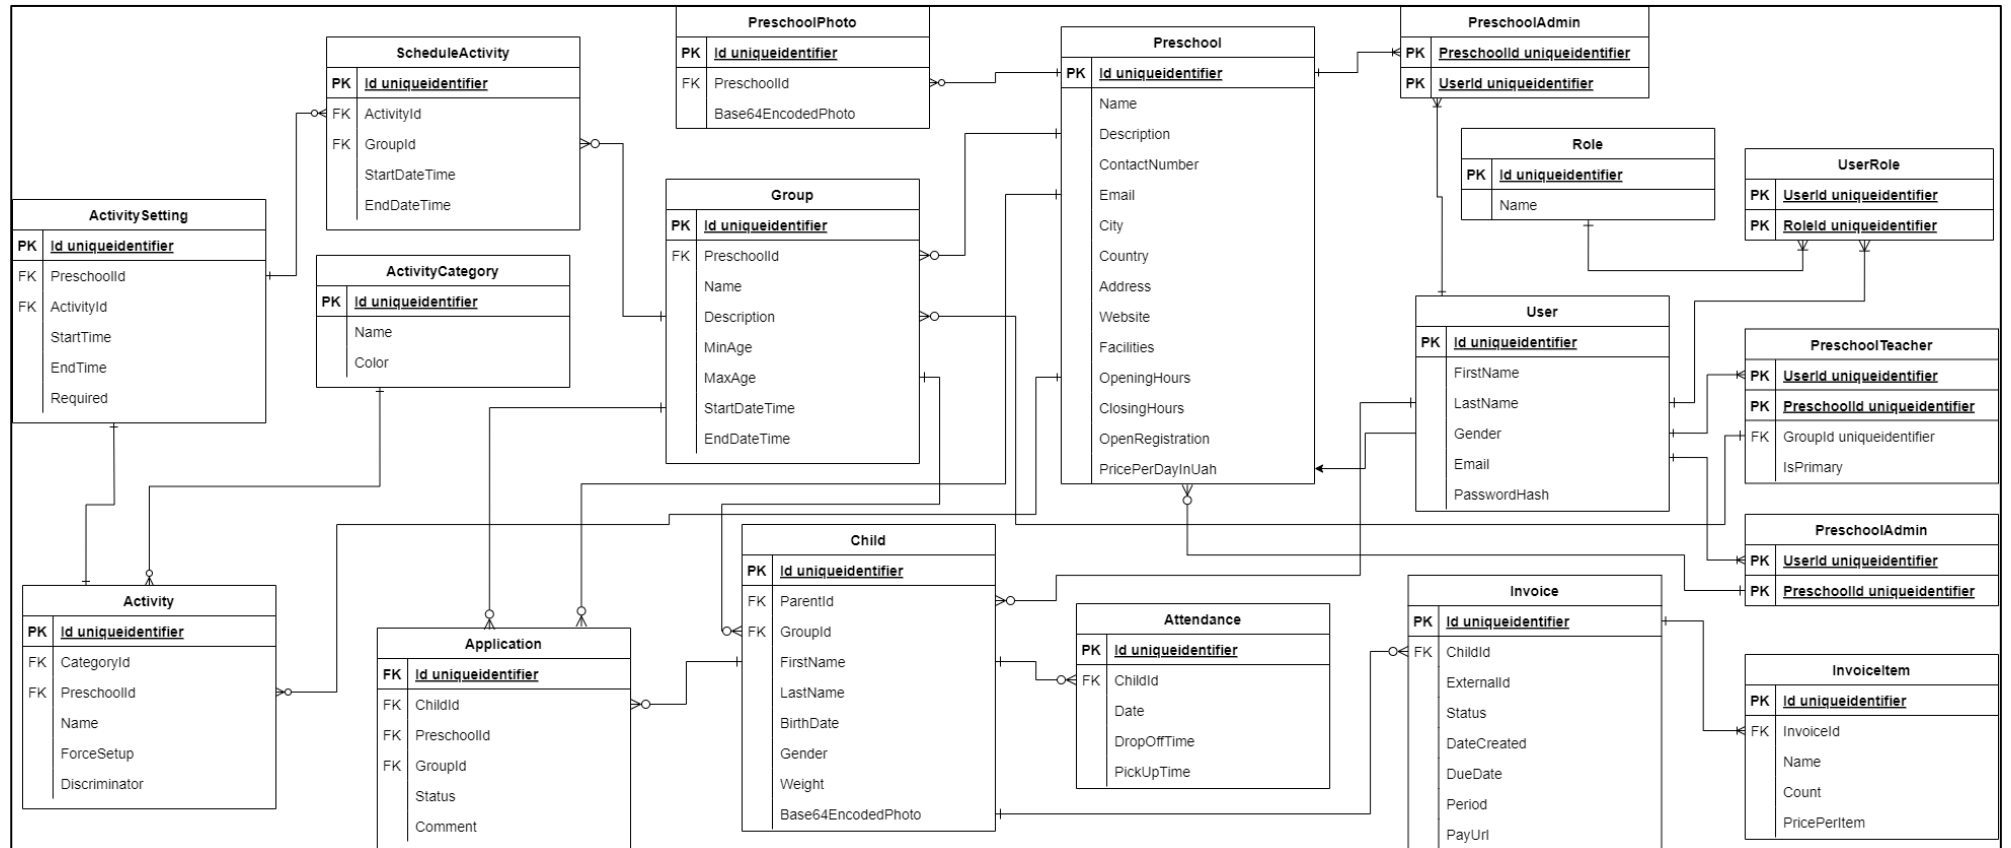 PreschoolPhoto
PK Id uniqueidentifier
FK PreschoolId
Base64EncodedPhoto
ScheduleActivity
PK Id uniqueidentifier
FK ActivityId
FK GroupId
StartDateTime
EndDateTime
Preschool
PK Id uniqueidentifier
Name
Description
ContactNumber
Email
City
Country
Address
Website
Facilities
OpeningHours
ClosingHours
OpenRegistration
PricePerDayInUah
PreschoolAdmin
PK PreschoolId uniqueidentifier
PK UserId uniqueidentifier
Role
PK Id uniqueidentifier
Name
UserRole
PK UserId uniqueidentifier
PK RoleId uniqueidentifier
ActivitySetting
PK Id uniqueidentifier
FK PreschoolId
FK ActivityId
StartTime
EndTime
Required
ActivityCategory
PK Id uniqueidentifier
Name
Color
Group
PK Id uniqueidentifier
FK PreschoolId
Name
Description
MinAge
MaxAge
StartDateTime
EndDateTime
User
PK Id uniqueidentifier
FirstName
LastName
Gender
Email
PasswordHash
PreschoolTeacher
PK UserId uniqueidentifier
PK PreschoolId uniqueidentifier
FK GroupId uniqueidentifier
IsPrimary
PreschoolAdmin
PK UserId uniqueidentifier
PK PreschoolId uniqueidentifier
Activity
PK Id uniqueidentifier
FK CategoryId
FK PreschoolId
Name
ForceSetup
Discriminator
Application
FK Id uniqueidentifier
FK ChildId
FK PreschoolId
FK GroupId
Status
Comment
Child
PK Id uniqueidentifier
FK ParentId
FK GroupId
FirstName
LastName
BirthDate
Gender
Weight
Base64EncodedPhoto
Attendance
PK Id uniqueidentifier
FK ChildId
Date
DropOffTime
PickUpTime
Invoice
PK Id uniqueidentifier
FK ChildId
ExternalId
Status
DateCreated
DueDate
Period
PayUrl
InvoiceItem
PK Id uniqueidentifier
FK InvoiceId
Name
Count
PricePerItem